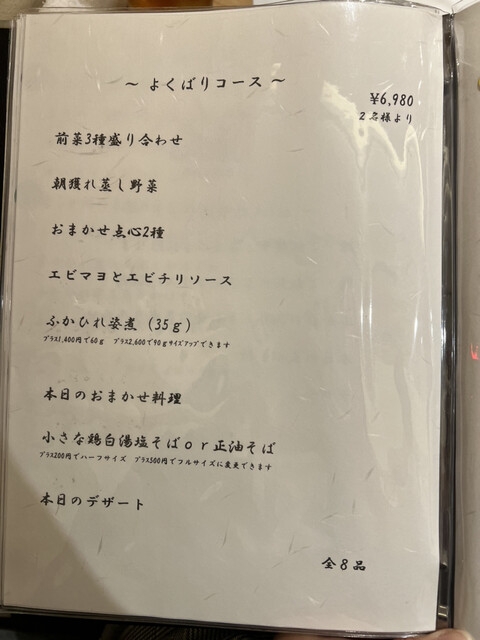 ～ よくばりコース ～
¥6,980
2名様より
前菜3種盛り合わせ
朝獲れ蒸し野菜
おまかせ点心2種
エビマヨとエビチリソース
ふかひれ姿煮（35g）
プラス1,400円で60g　プラス2,600で90gサイズアップできます
本日のおまかせ料理
小さな鶏白湯塩そばor正油そば
プラス200円でハーフサイズ　プラス500円でフルサイズに変更できます
本日のデザート
全8品